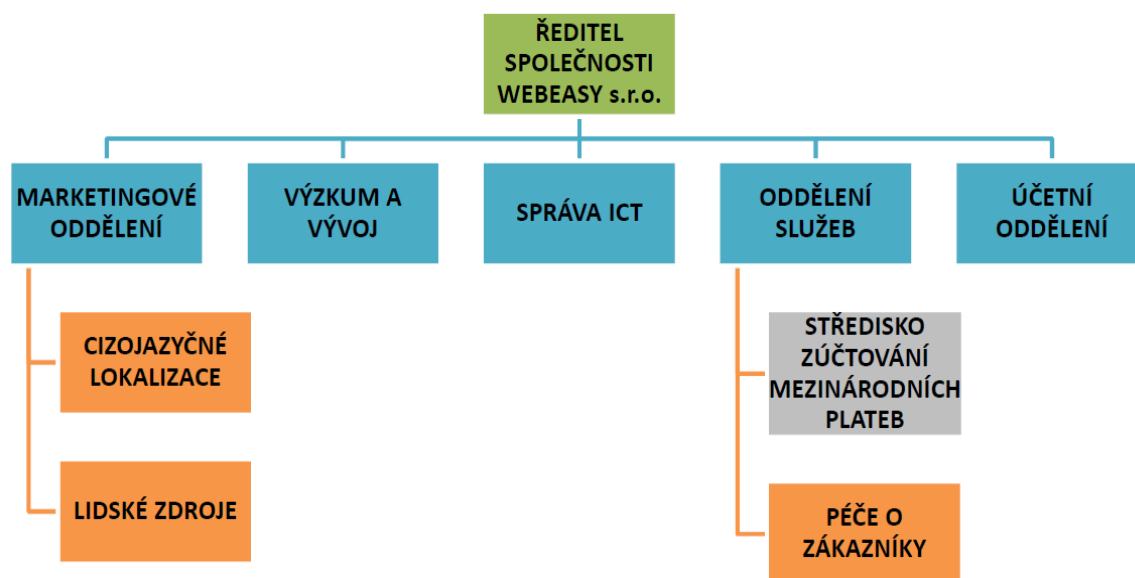 ŘEDITEL
SPOLEČNOSTI
WEBEASY s.r.o.
MARKETINGOVÉ
ODDĚLENÍ
VÝZKUM A
VÝVOJ
SPRÁVA ICT
ODDĚLENÍ
SLUŽEB
ÚČETNÍ
ODDĚLENÍ
CIZOJAZYČNÉ
LOKALIZACE
LIDSKÉ ZDROJE
STŘEDISKO
ZÚČTOVÁNÍ
MEZINÁRODNÍCH
PLATEB
PÉČE O
ZÁKAZNÍKY